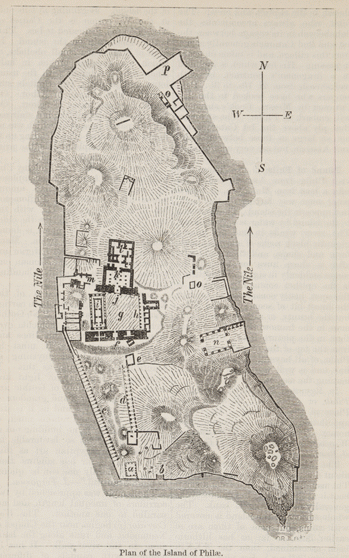 N
W E
S
p
o
m
l
g h
f
e
d
c
n
o
a b
The Nile
The Nile
Plan of the Island of Philæ.